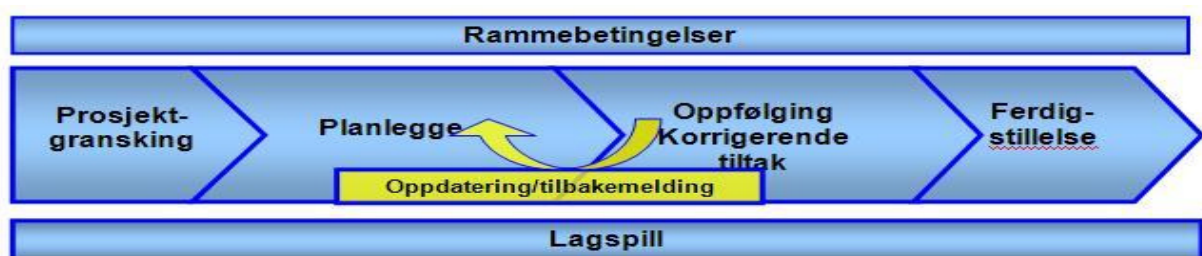 Rammebetingelser
Prosjekt-
gransking
Planlegge
Oppfølging
Korrigerende
tiltak
Ferdig-
stillelse
Oppdatering/tilbakemelding
Lagspill